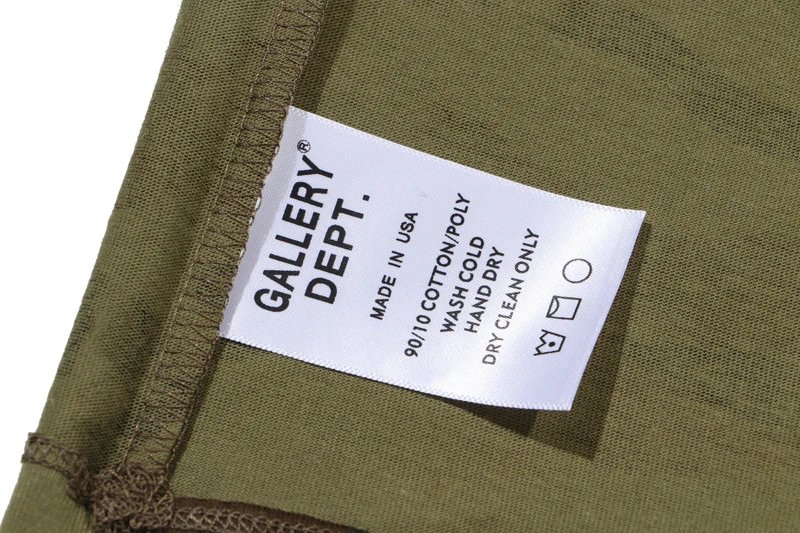 GALLERY®
DEPT.
MADE IN USA
90/10 COTTON/POLY
WASH COLD
HAND DRY
DRY CLEAN ONLY